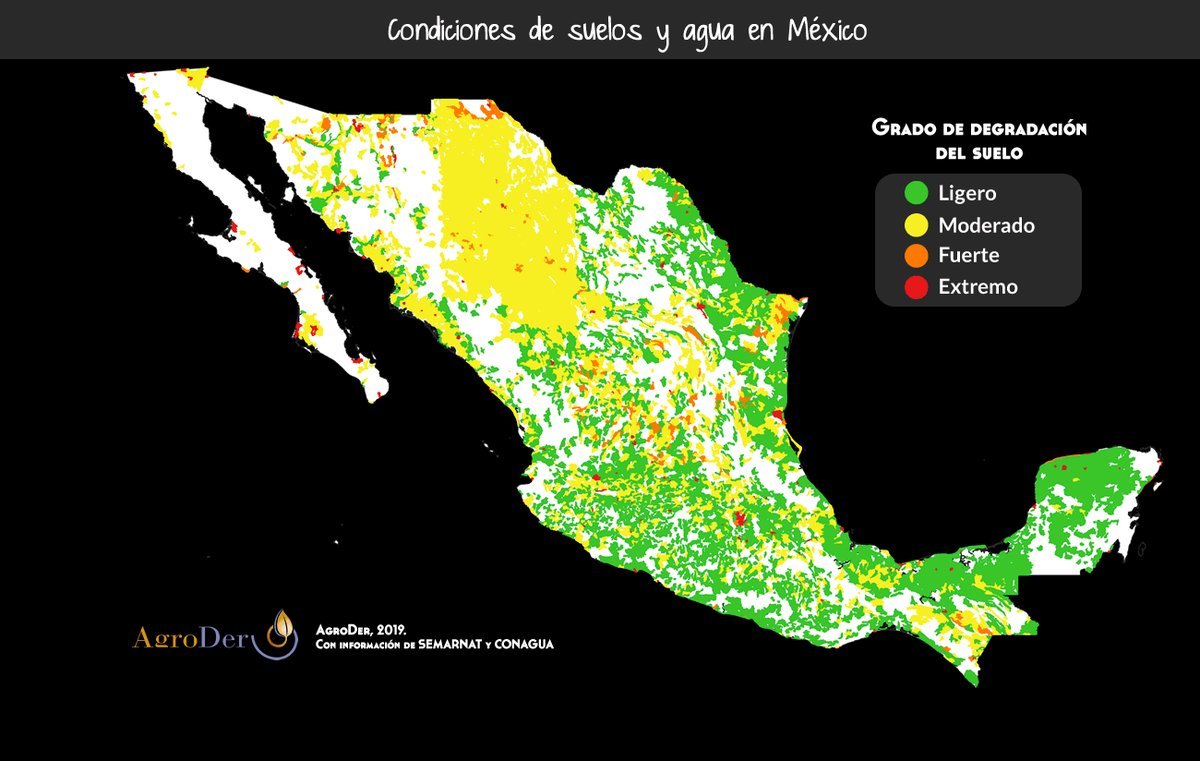 Condiciones de suelos y agua en México
GRADO DE DEGRADACIÓN
DEL SUELO
Ligero
Moderado
Fuerte
Extremo
AgroDer
AGRODER, 2019.
CON INFORMACIÓN DE SEMARNAT Y CONAGUA